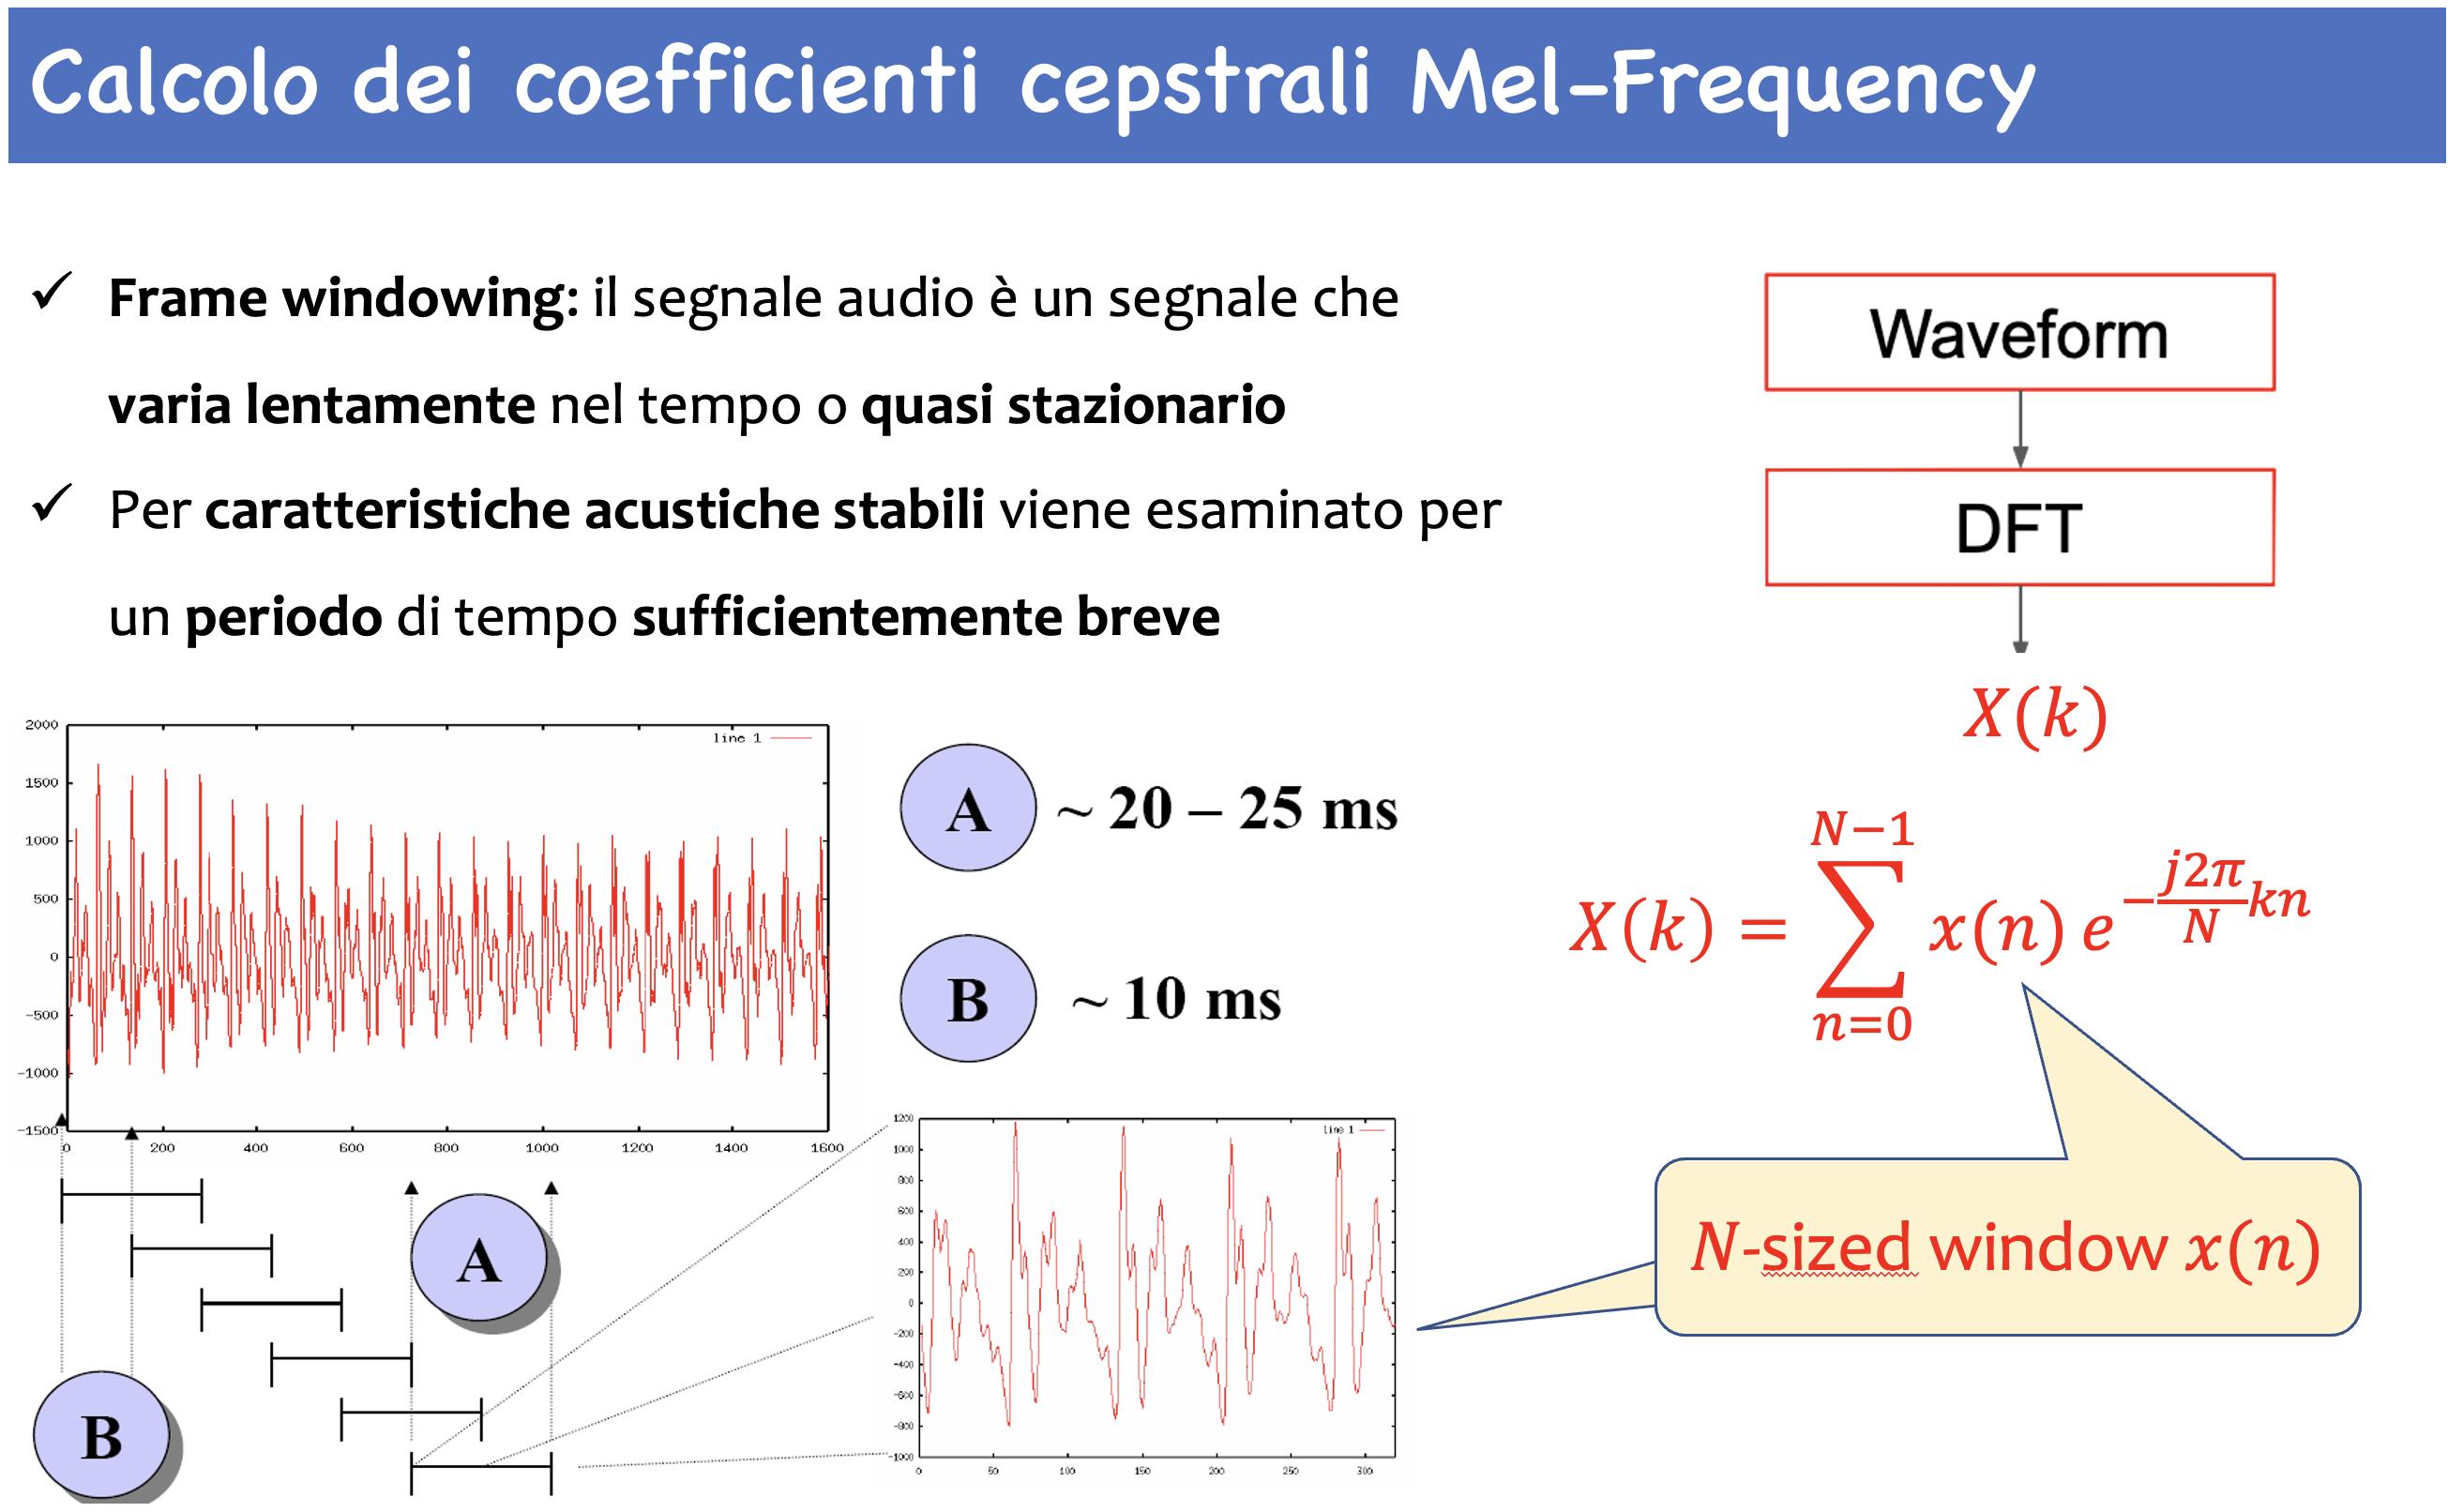 Calcolo dei coefficienti cepstrali Mel-Frequency
✓ Frame windowing: il segnale audio è un segnale che
varia lentamente nel tempo o quasi stazionario
✓ Per caratteristiche acustiche stabili viene esaminato per
un periodo di tempo sufficientemente breve
Waveform
DFT
X(k)
X(k) = ∑_{n=0}^{N−1} x(n) e^{−\frac{j2π}{N}kn}
N-sized window x(n)
A ~ 20 – 25 ms
B ~ 10 ms
line 1
2000
1500
1000
500
0
-500
-1000
-1500
0 200 400 600 800 1000 1200 1400 1600
A
B
line 1
1200
1000
800
600
400
200
0
-200
-400
-600
-800
-1000
0 50 100 150 200 250 300